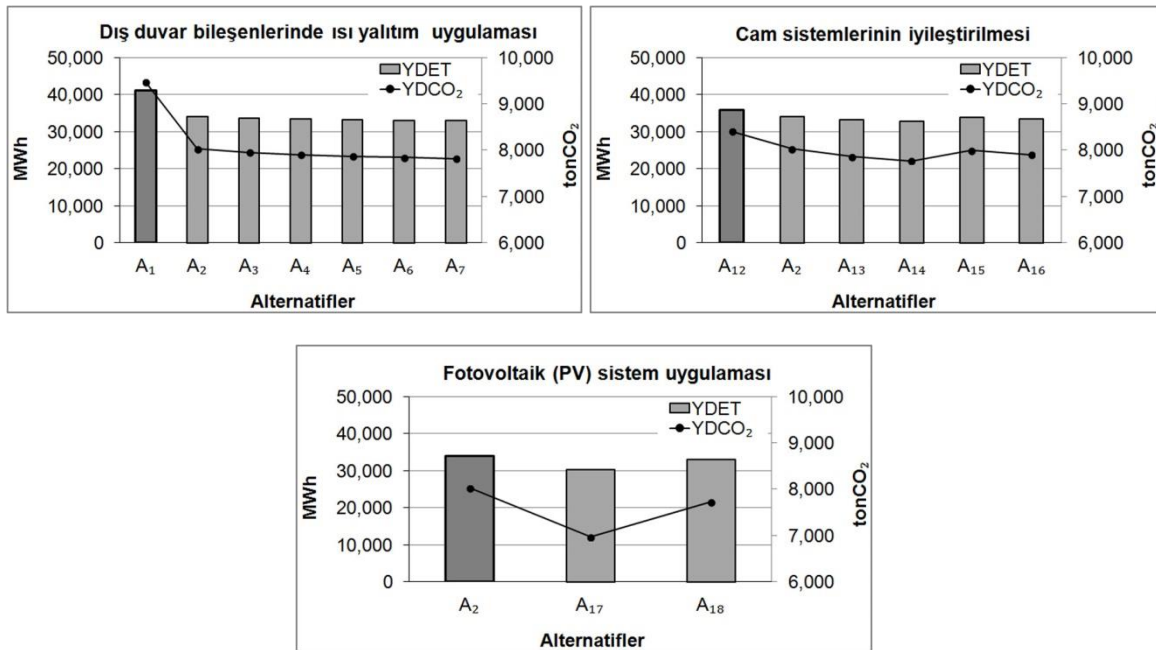 Dış duvar bileşenlerinde ısı yalıtım uygulaması
50,000
40,000
30,000
20,000
10,000
0
MWh
10,000
9,000
8,000
7,000
6,000
tonCO₂
YDET
YDCO₂
A₁ A₂ A₃ A₄ A₅ A₆ A₇
Alternatifler
Cam sistemlerinin iyileştirilmesi
50,000
40,000
30,000
20,000
10,000
0
MWh
10,000
9,000
8,000
7,000
6,000
tonCO₂
YDET
YDCO₂
A₁₂ A₂ A₁₃ A₁₄ A₁₅ A₁₆
Alternatifler
Fotovoltaik (PV) sistem uygulaması
50,000
40,000
30,000
20,000
10,000
0
MWh
10,000
9,000
8,000
7,000
6,000
tonCO₂
YDET
YDCO₂
A₂ A₁₇ A₁₈
Alternatifler